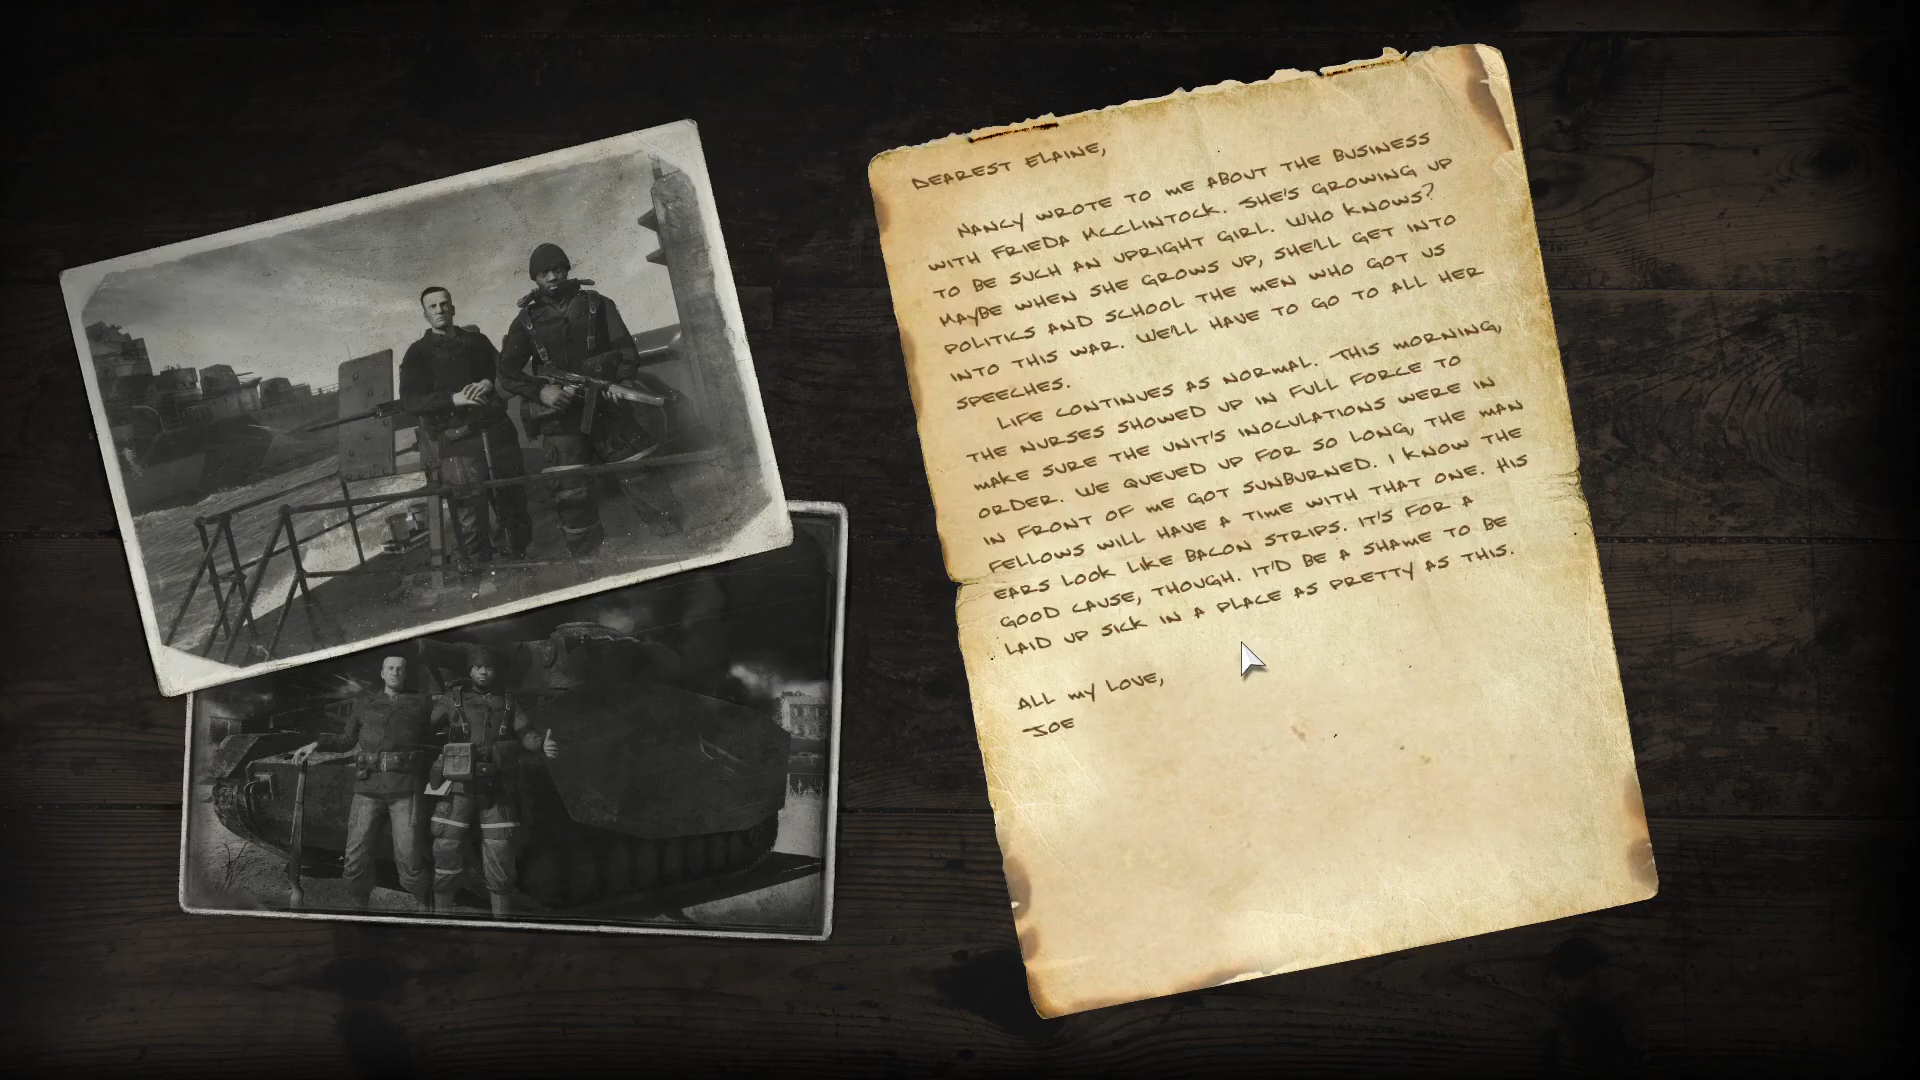 DEAREST ELAINE,
NANCY WROTE TO ME ABOUT THE BUSINESS
WITH FRIEDA MCCLINTOCK. SHE'S GROWING UP
TO BE SUCH AN UPRIGHT GIRL. WHO KNOWS?
MAYBE WHEN SHE GROWS UP, SHE'LL GET INTO
POLITICS AND SCHOOL THE MEN WHO GOT US
INTO THIS WAR. WE'LL HAVE TO GO TO ALL HER
SPEECHES.
LIFE CONTINUES AS NORMAL. THIS MORNING,
THE NURSES SHOWED UP IN FULL FORCE TO
MAKE SURE THE UNIT'S INOCULATIONS WERE IN
ORDER. WE QUEUED UP FOR SO LONG, THE MAN
IN FRONT OF ME GOT SUNBURNED. I KNOW THE
FELLOWS WILL HAVE A TIME WITH THAT ONE. HIS
EARS LOOK LIKE BACON STRIPS. IT'S FOR A
GOOD CAUSE, THOUGH. IT'D BE A SHAME TO BE
LAID UP SICK IN A PLACE AS PRETTY AS THIS.
ALL MY LOVE,
JOE